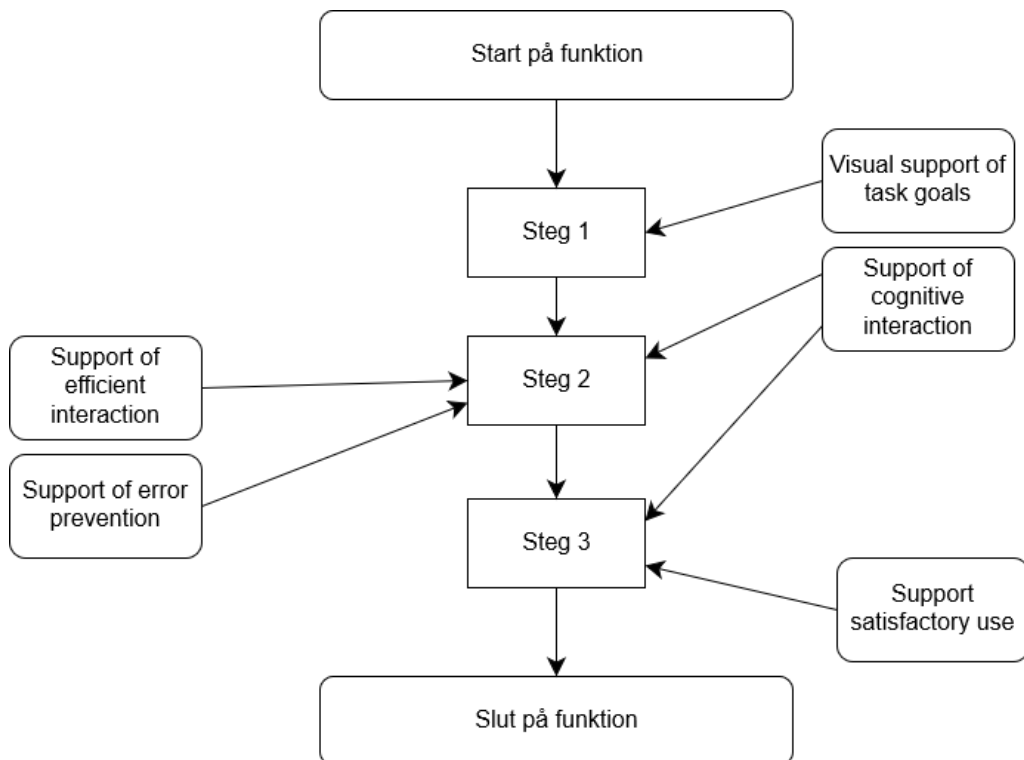 Start på funktion
Visual support of
task goals
Steg 1
Support of
cognitive
interaction
Support of
efficient
interaction
Steg 2
Support of error
prevention
Steg 3
Support
satisfactory use
Slut på funktion